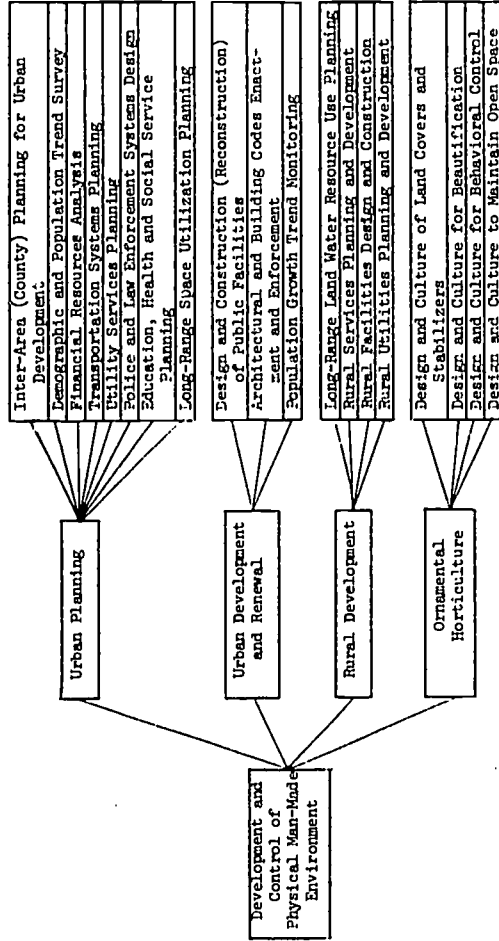 Development and
Control of
Physical Man-Made
Environment
Urban Planning
Inter-Area (County) Planning for Urban
Development
Demographic and Population Trend Survey
Financial Resources Analysis
Transportation Systems Planning
Utility Services Planning
Police and Law Enforcement Systems Design
Education, Health and Social Service
Planning
Long-Range Space Utilization Planning
Urban Development
and Renewal
Design and Construction (Reconstruction)
of Public Facilities
Architectural and Building Codes Enact-
ment and Enforcement
Population Growth Trend Monitoring
Rural Development
Long-Range Land Water Resource Use Planning
Rural Services Planning and Development
Rural Facilities Design and Construction
Rural Utilities Planning and Development
Ornamental
Horticulture
Design and Culture of Land Covers and
Stabilizers
Design and Culture for Beautification
Design and Culture for Behavioral Control
Design and Culture to Maintain Open Space